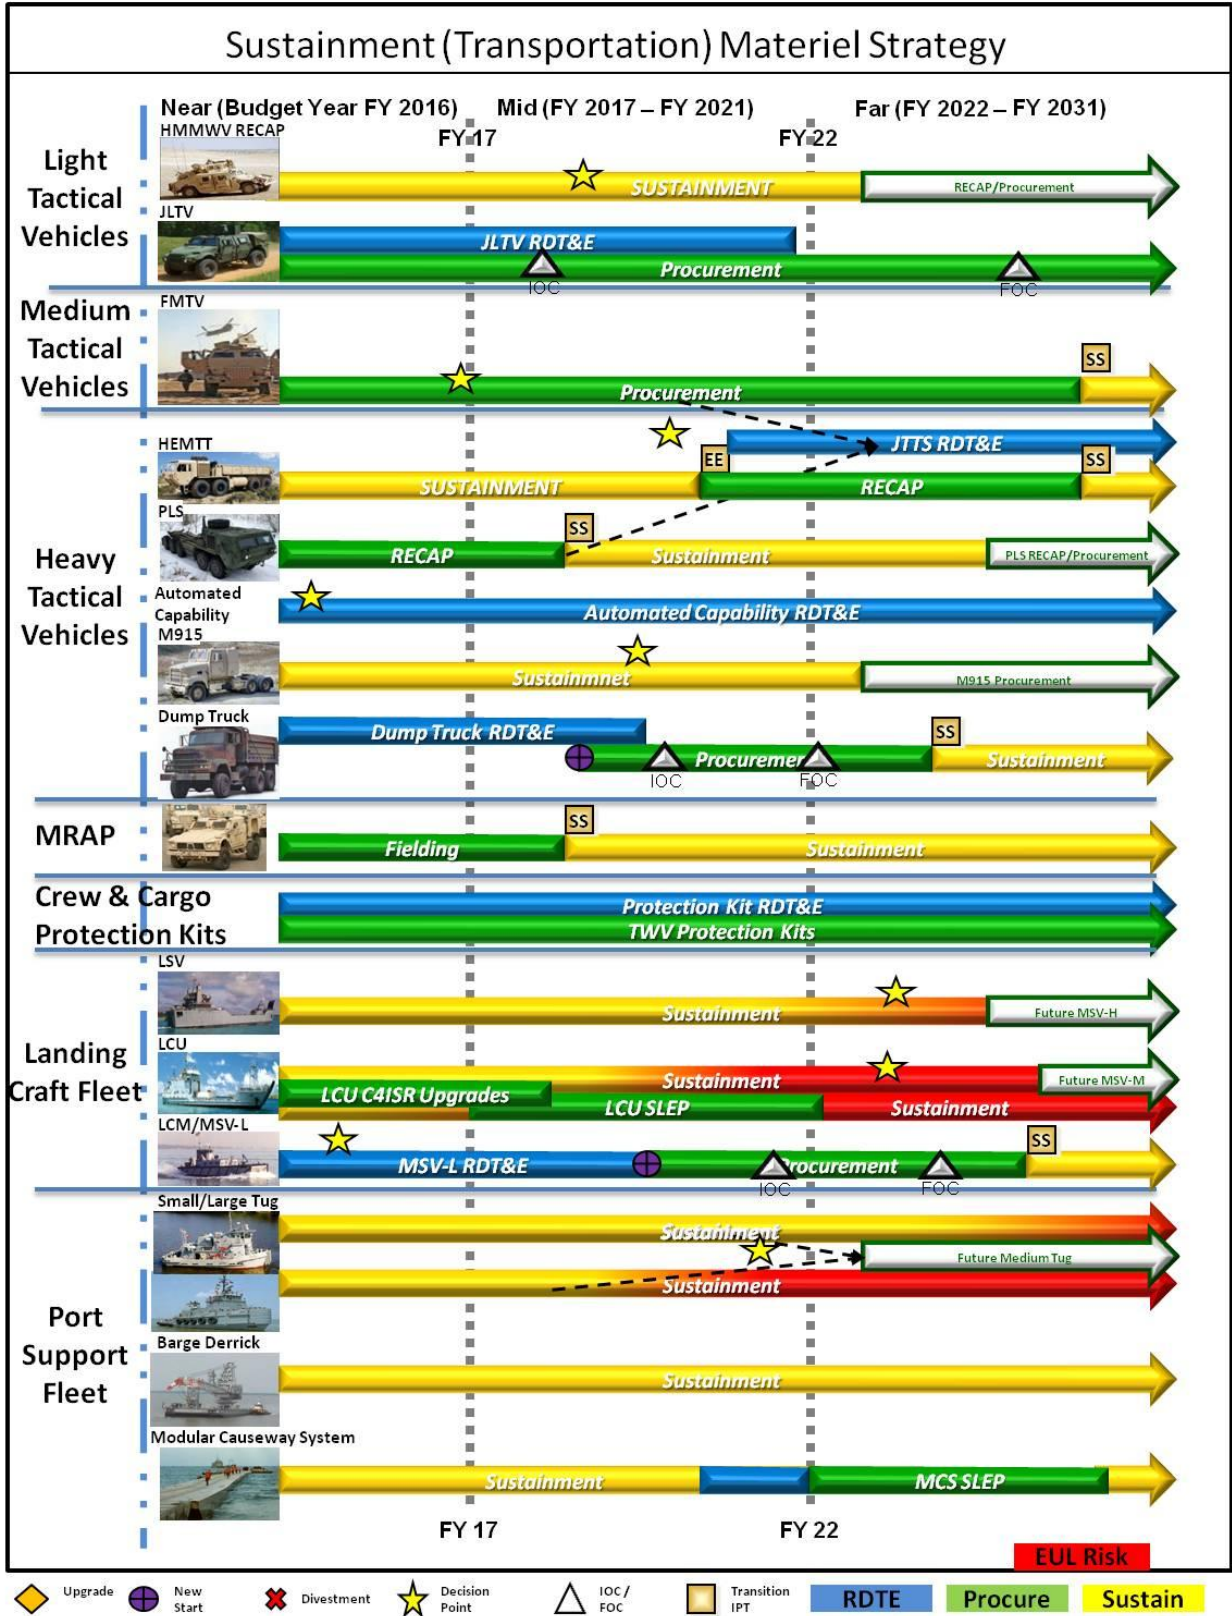 Sustainment (Transportation) Materiel Strategy
Near (Budget Year FY 2016)
Mid (FY 2017 – FY 2021)
Far (FY 2022 – FY 2031)
FY 17
FY 22
Light
Tactical
Vehicles
HMMWV RECAP
SUSTAINMENT
RECAP/Procurement
JLTV
JLTV RDT&E
Procurement
IOC
FOC
Medium
Tactical
Vehicles
FMTV
Procurement
SS
Heavy
Tactical
Vehicles
HEMTT
JTTS RDT&E
SUSTAINMENT
EE
RECAP
SS
PLS
RECAP
SS
Sustainment
PLS RECAP/Procurement
Automated
Capability
Automated Capability RDT&E
M915
Sustainmnet
M915 Procurement
Dump Truck
Dump Truck RDT&E
Procurement
IOC
FOC
SS
Sustainment
MRAP
Fielding
SS
Sustainment
Crew & Cargo
Protection Kits
Protection Kit RDT&E
TWV Protection Kits
Landing
Craft Fleet
LSV
Sustainment
Future MSV-H
LCU
Sustainment
Future MSV-M
LCU C4ISR Upgrades
LCU SLEP
Sustainment
LCM/MSV-L
MSV-L RDT&E
Procurement
IOC
FOC
SS
Port
Support
Fleet
Small/Large Tug
Sustainment
Future Medium Tug
Sustainment
Barge Derrick
Sustainment
Modular Causeway System
Sustainment
MCS SLEP
FY 17
FY 22
EUL Risk
Upgrade
New
Start
Divestment
Decision
Point
IOC /
FOC
Transition
IPT
RDTE
Procure
Sustain